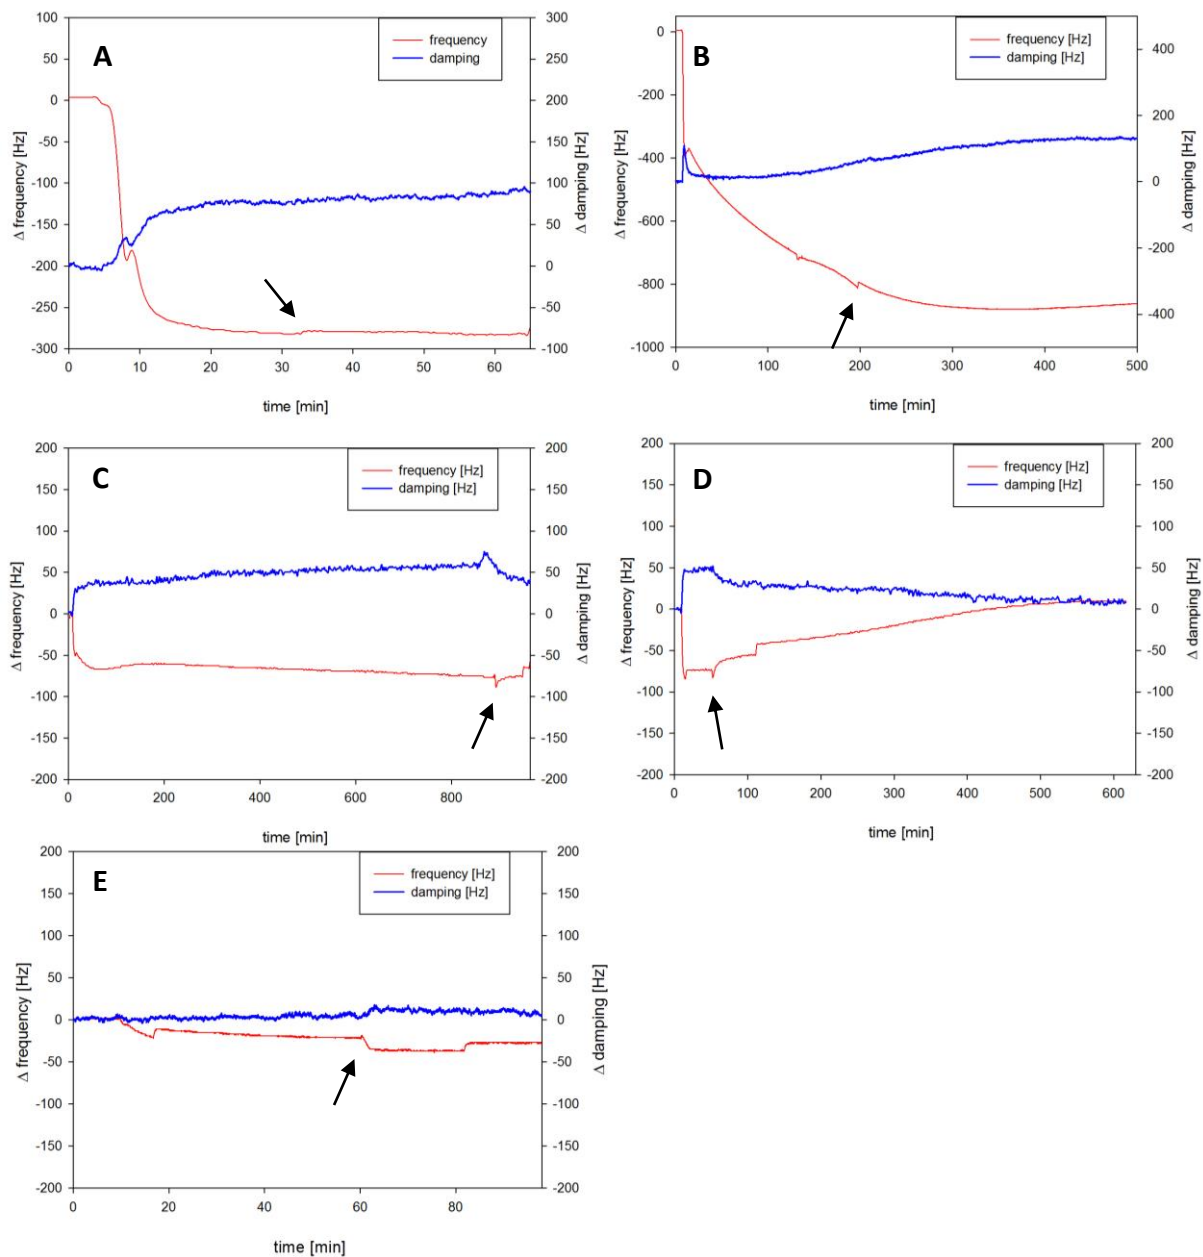 A
frequency
damping
100
50
0
-50
-100
-150
-200
-250
-300
300
250
200
150
100
50
0
-50
-100
0 10 20 30 40 50 60
Δ frequency [Hz]
Δ damping [Hz]
time [min]
B
frequency [Hz]
damping [Hz]
0
-200
-400
-600
-800
-1000
400
200
0
-200
-400
0 100 200 300 400 500
Δ frequency [Hz]
Δ damping [Hz]
time [min]
C
frequency [Hz]
damping [Hz]
200
150
100
50
0
-50
-100
-150
-200
200
150
100
50
0
-50
-100
-150
-200
0 200 400 600 800
Δ frequency [Hz]
Δ damping [Hz]
time [min]
D
frequency [Hz]
damping [Hz]
200
150
100
50
0
-50
-100
-150
-200
200
150
100
50
0
-50
-100
-150
-200
0 100 200 300 400 500 600
Δ frequency [Hz]
Δ damping [Hz]
time [min]
E
frequency [Hz]
damping [Hz]
200
150
100
50
0
-50
-100
-150
-200
200
150
100
50
0
-50
-100
-150
-200
0 20 40 60 80
Δ frequency [Hz]
Δ damping [Hz]
time [min]